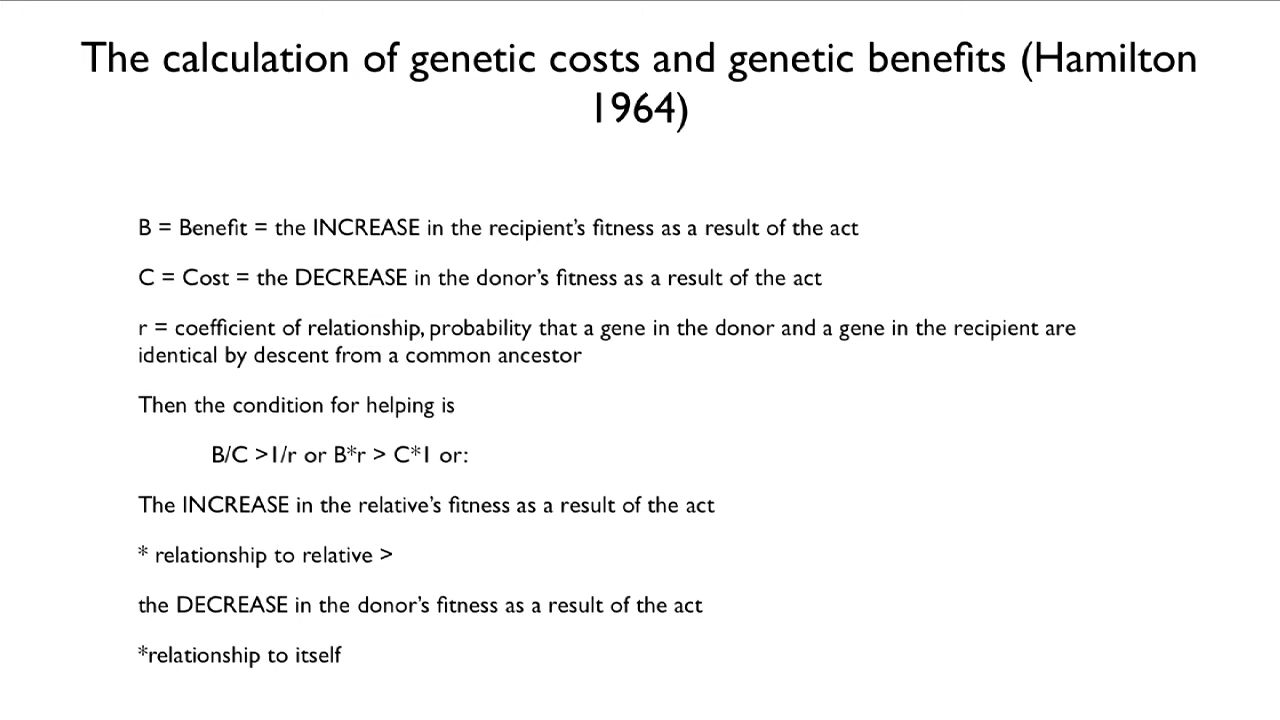 The calculation of genetic costs and genetic benefits (Hamilton
1964)
B = Benefit = the INCREASE in the recipient’s fitness as a result of the act
C = Cost = the DECREASE in the donor’s fitness as a result of the act
r = coefficient of relationship, probability that a gene in the donor and a gene in the recipient are
identical by descent from a common ancestor
Then the condition for helping is
B/C >1/r or B*r > C*1 or:
The INCREASE in the relative’s fitness as a result of the act
* relationship to relative >
the DECREASE in the donor’s fitness as a result of the act
*relationship to itself